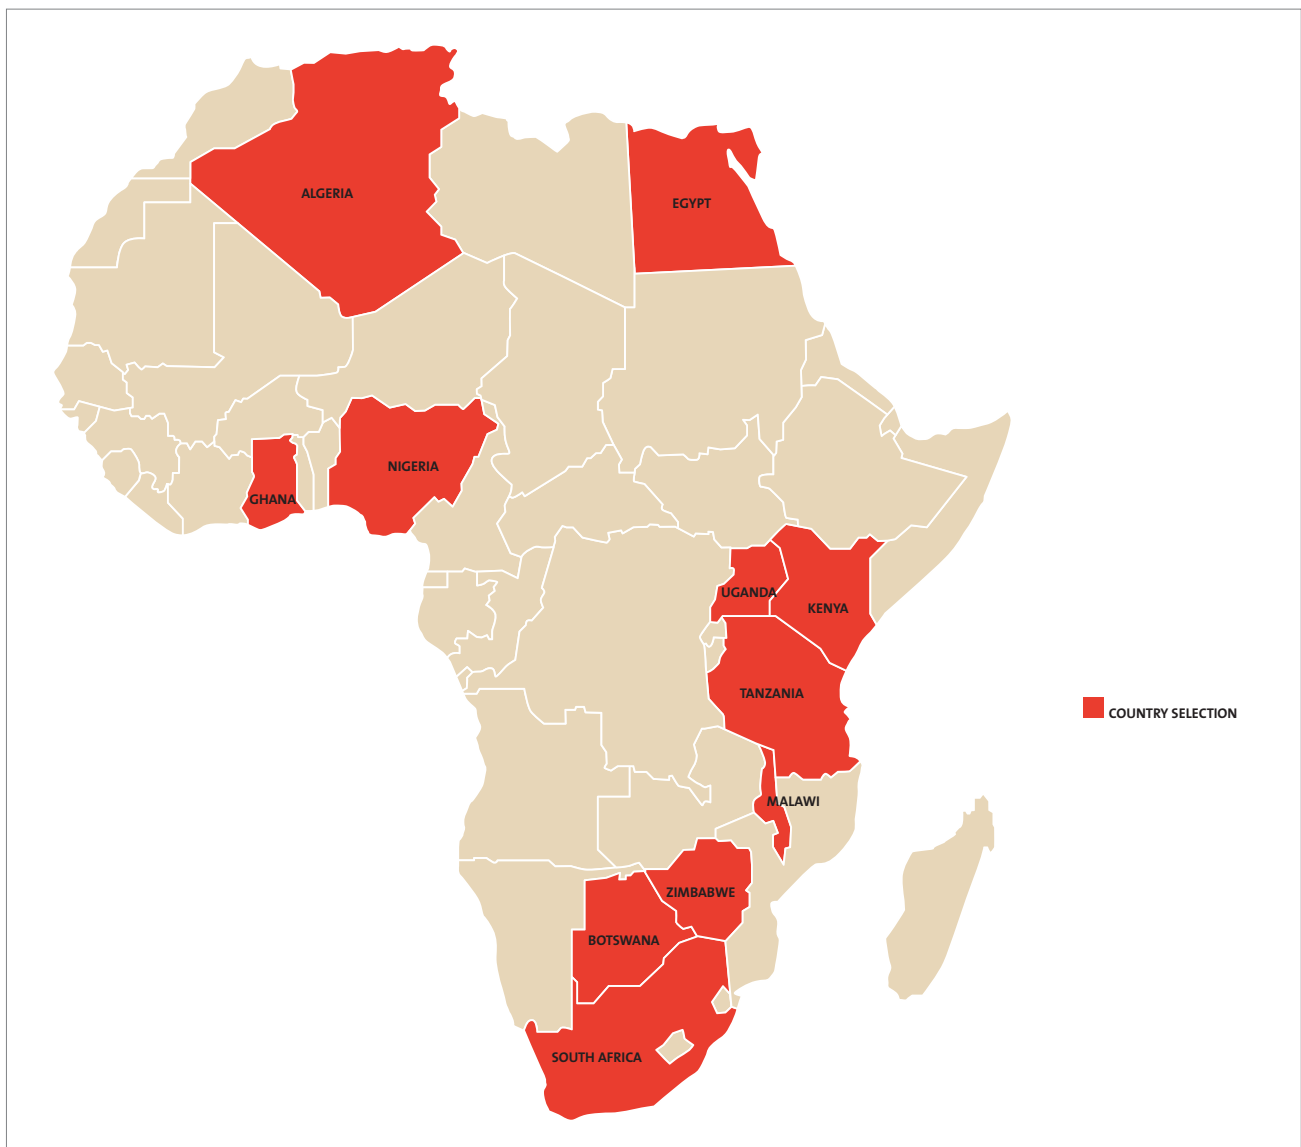 ALGERIA
EGYPT
NIGERIA
GHANA
UGANDA
KENYA
TANZANIA
COUNTRY SELECTION
MALAWI
ZIMBABWE
BOTSWANA
SOUTH AFRICA